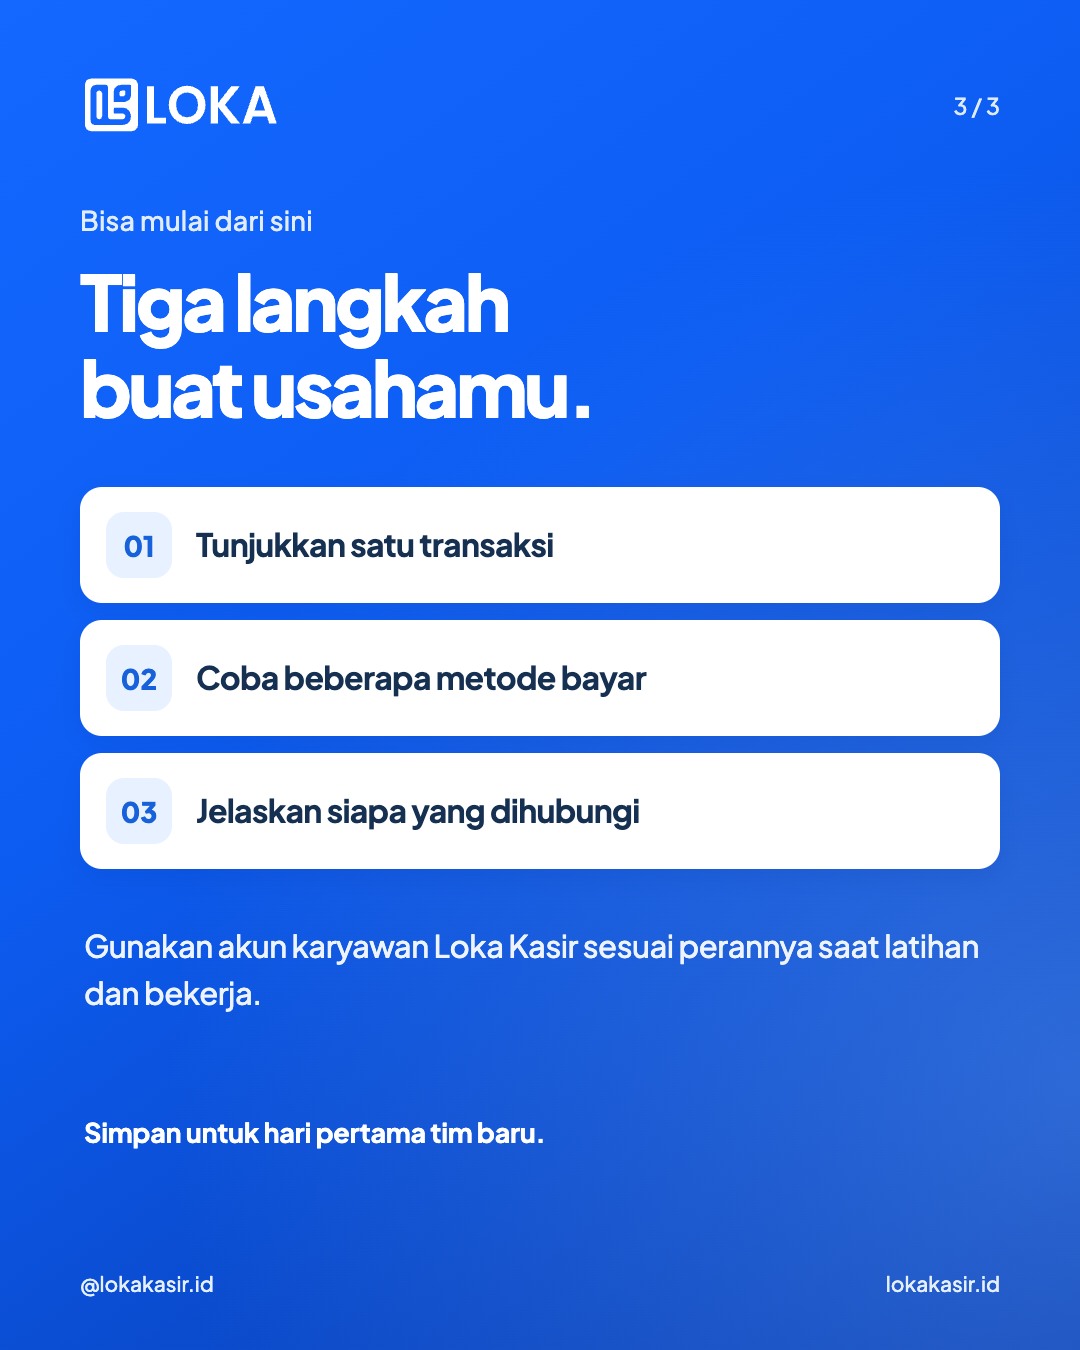 LOKA
3 / 3
Bisa mulai dari sini
Tiga langkah
buat usahamu.
01 Tunjukkan satu transaksi
02 Coba beberapa metode bayar
03 Jelaskan siapa yang dihubungi
Gunakan akun karyawan Loka Kasir sesuai perannya saat latihan
dan bekerja.
Simpan untuk hari pertama tim baru.
@lokakasir.id
lokakasir.id